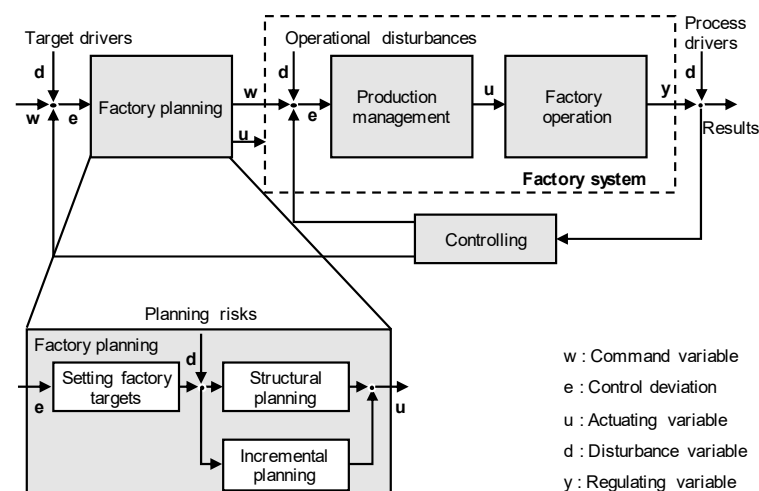 Target drivers
Operational disturbances
Process
drivers
d
d
d
w
e
Factory planning
w
u
e
Production
management
u
Factory
operation
y
Results
Factory system
Controlling
Planning risks
Factory planning
d
e
Setting factory
targets
Structural
planning
u
Incremental
planning
w : Command variable
e : Control deviation
u : Actuating variable
d : Disturbance variable
y : Regulating variable